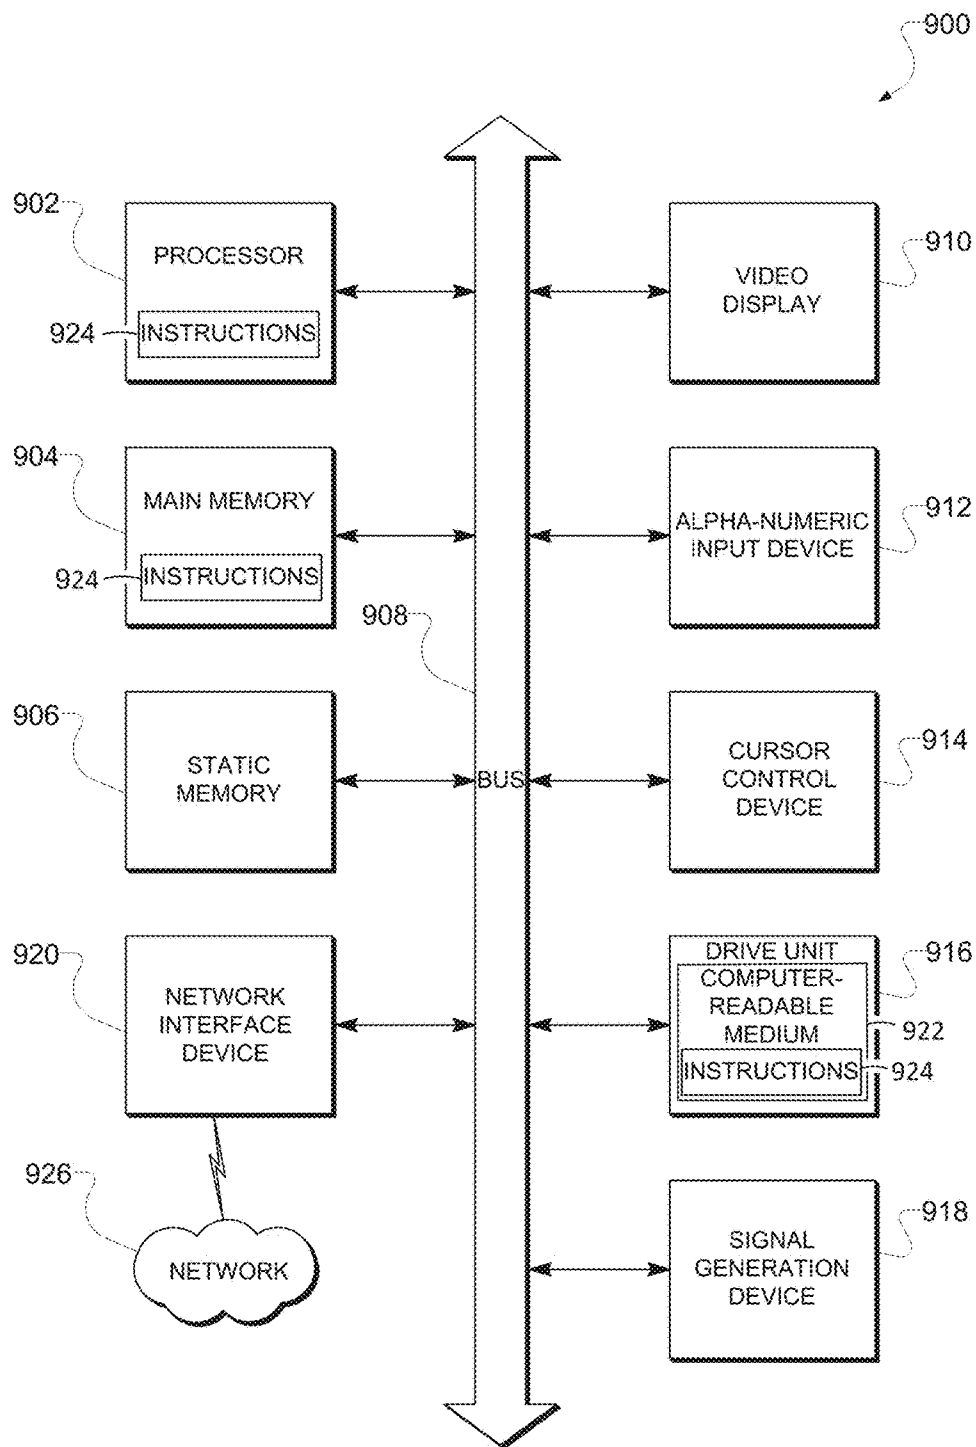 900
902
PROCESSOR
924
INSTRUCTIONS
910
VIDEO
DISPLAY
904
MAIN MEMORY
924
INSTRUCTIONS
912
ALPHA-NUMERIC
INPUT DEVICE
908
906
STATIC
MEMORY
BUS
914
CURSOR
CONTROL
DEVICE
920
NETWORK
INTERFACE
DEVICE
916
DRIVE UNIT
COMPUTER-
READABLE
MEDIUM
922
INSTRUCTIONS
924
926
NETWORK
918
SIGNAL
GENERATION
DEVICE